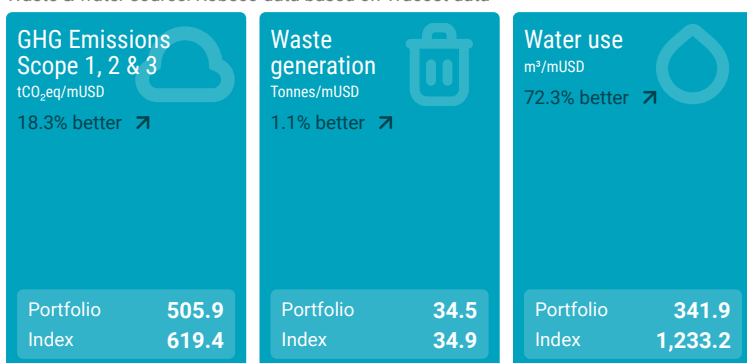 GHG Emissions
Scope 1, 2 & 3
tCO₂eq/mUSD
18.3% better
Portfolio 505.9
Index 619.4
Waste
generation
Tonnes/mUSD
1.1% better
Portfolio 34.5
Index 34.9
Water use
m³/mUSD
72.3% better
Portfolio 341.9
Index 1,233.2